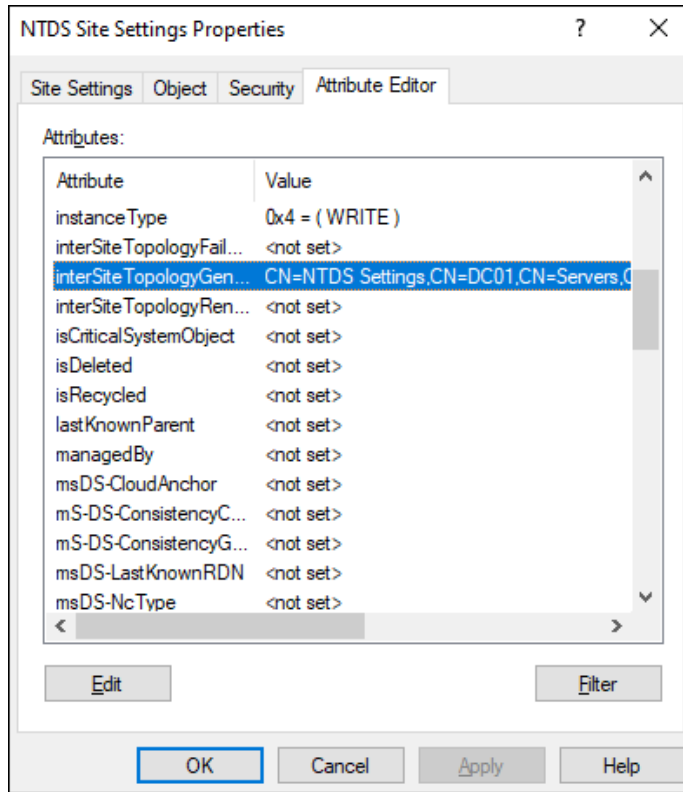 NTDS Site Settings Properties ?
Site Settings Object Security Attribute Editor
Attributes:
Attribute Value
instanceType 0x4 = ( WRITE )
interSiteTopologyFail... <not set>
interSiteTopologyGen... CN=NTDS Settings,CN=DC01,CN=Servers,C
interSiteTopologyRen... <not set>
isCriticalSystemObject <not set>
isDeleted <not set>
isRecycled <not set>
lastKnownParent <not set>
managedBy <not set>
msDS-CloudAnchor <not set>
mS-DS-ConsistencyC... <not set>
mS-DS-ConsistencyG... <not set>
msDS-LastKnownRDN <not set>
msDS-NcType <not set>
Edit Filter
OK Cancel Apply Help